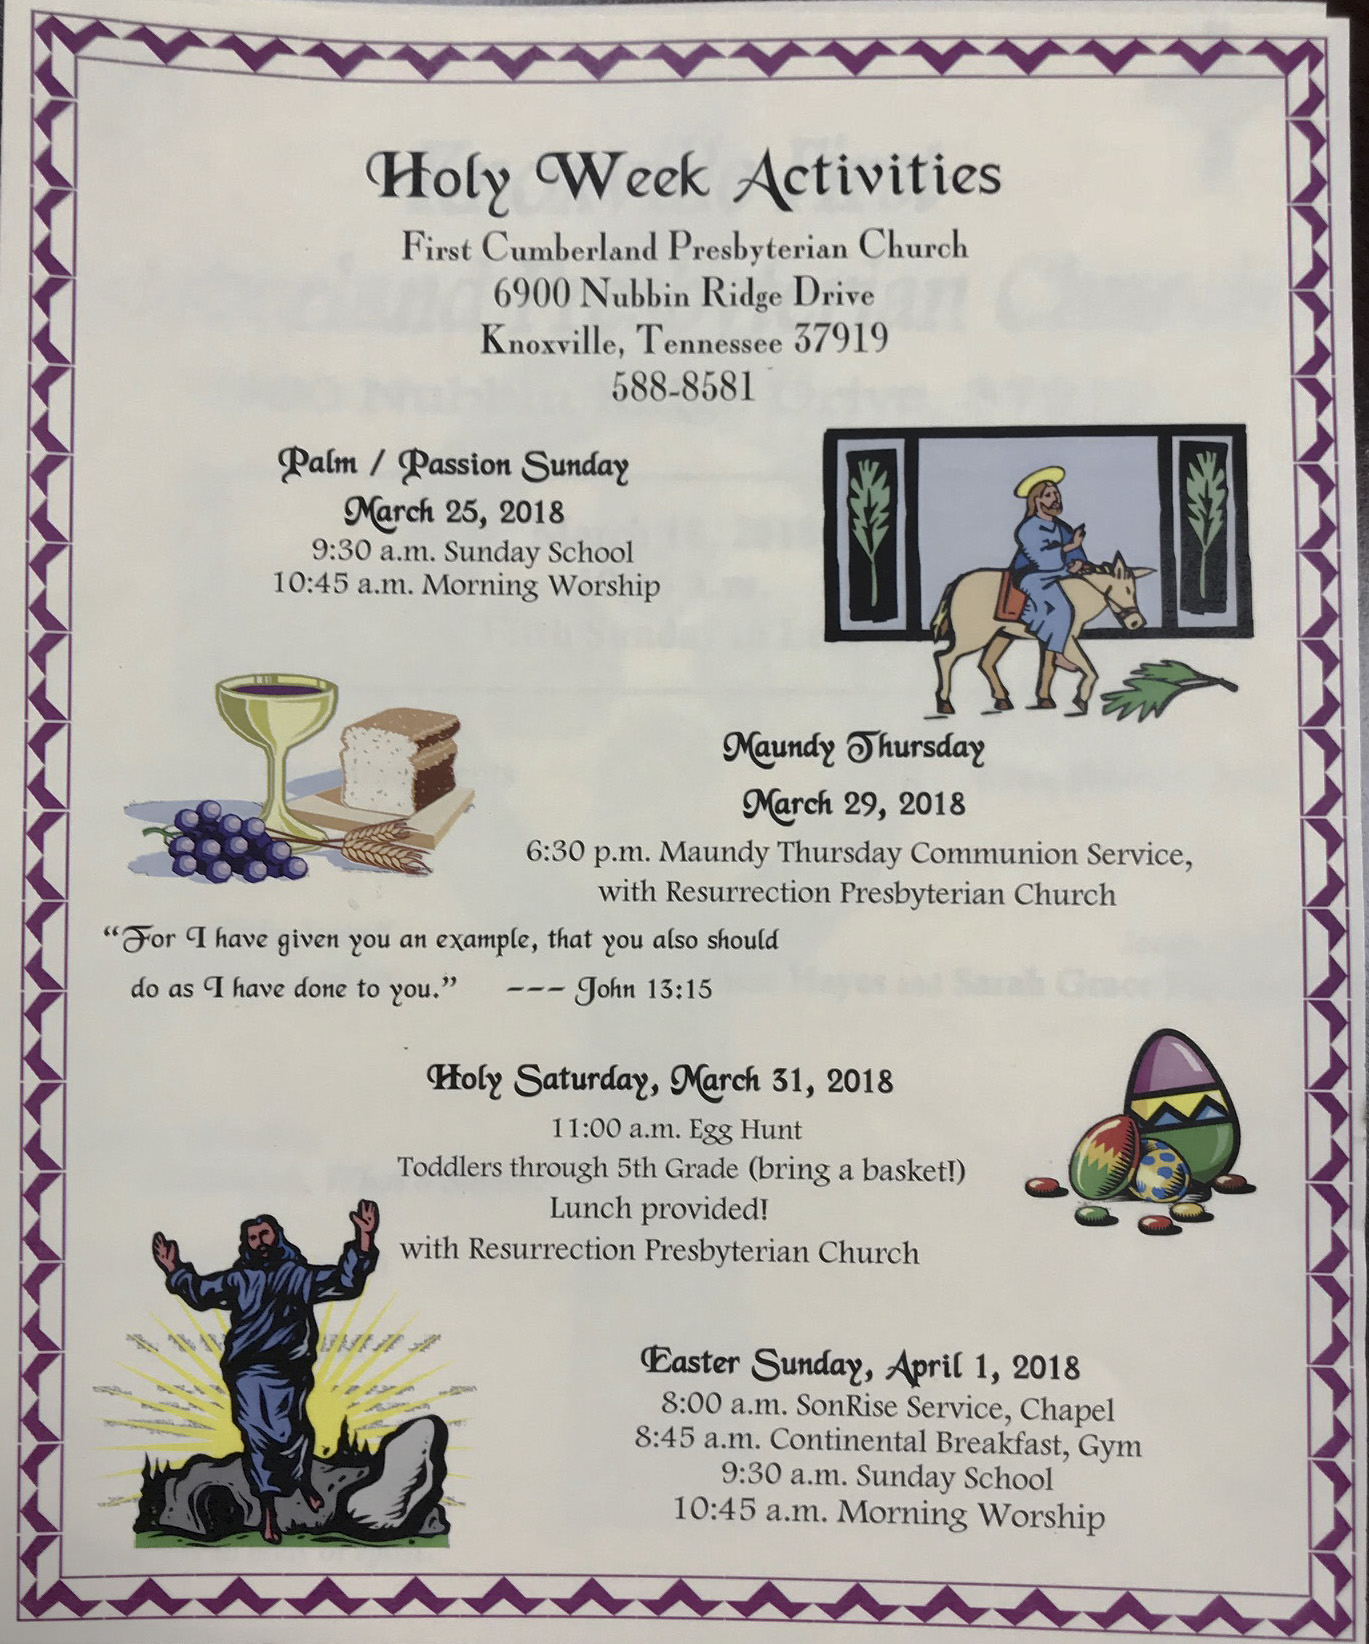 Holy Week Activities
First Cumberland Presbyterian Church
6900 Nubbin Ridge Drive
Knoxville, Tennessee 37919
588-8581
Palm / Passion Sunday
March 25, 2018
9:30 a.m. Sunday School
10:45 a.m. Morning Worship
Maundy Thursday
March 29, 2018
6:30 p.m. Maundy Thursday Communion Service,
with Resurrection Presbyterian Church
“For I have given you an example, that you also should
do as I have done to you.” --- John 13:15
Holy Saturday, March 31, 2018
11:00 a.m. Egg Hunt
Toddlers through 5th Grade (bring a basket!)
Lunch provided!
with Resurrection Presbyterian Church
Easter Sunday, April 1, 2018
8:00 a.m. SonRise Service, Chapel
8:45 a.m. Continental Breakfast, Gym
9:30 a.m. Sunday School
10:45 a.m. Morning Worship